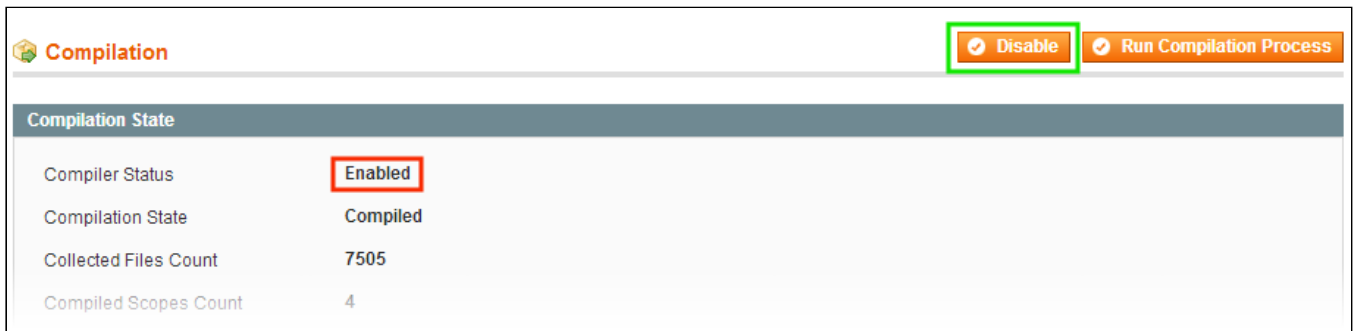 Compilation
Disable
Run Compilation Process
Compilation State
Compiler Status Enabled
Compilation State Compiled
Collected Files Count 7505
Compiled Scopes Count 4